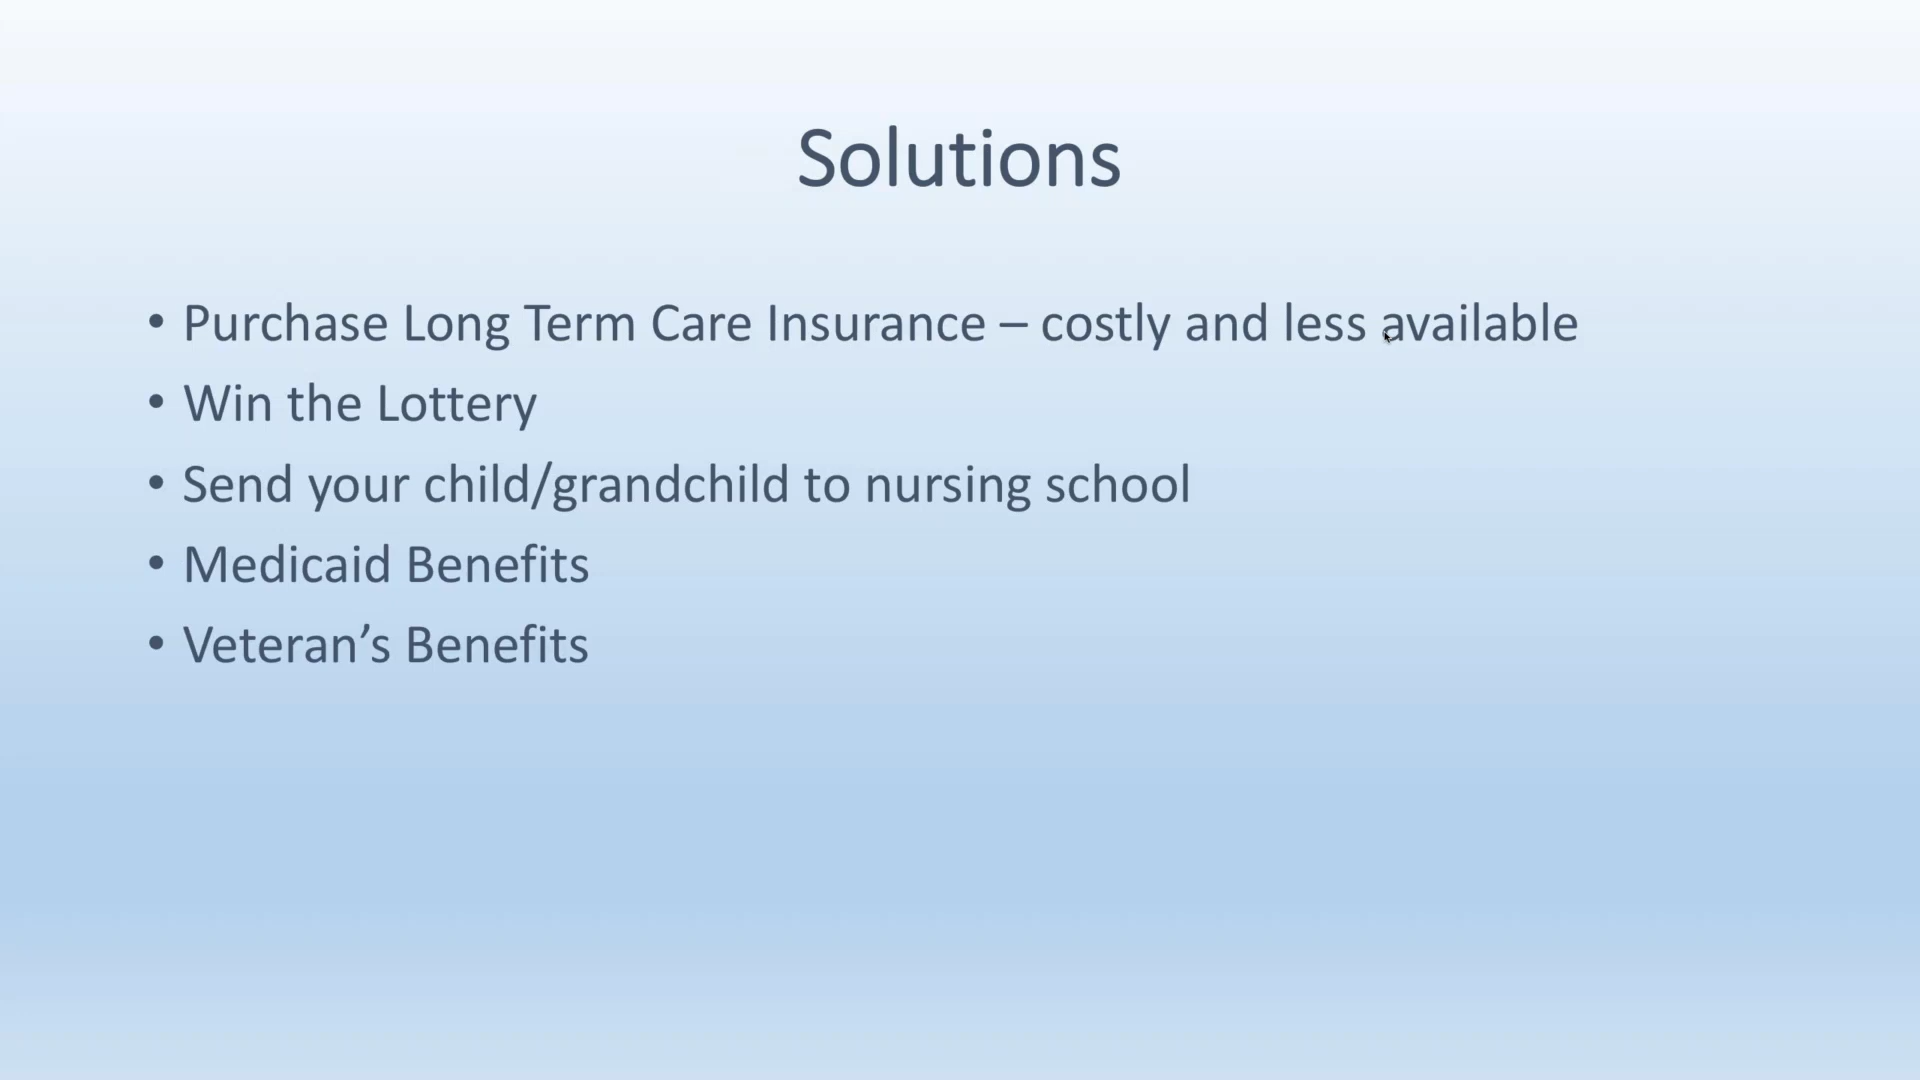 Solutions
• Purchase Long Term Care Insurance – costly and less available
• Win the Lottery
• Send your child/grandchild to nursing school
• Medicaid Benefits
• Veteran’s Benefits